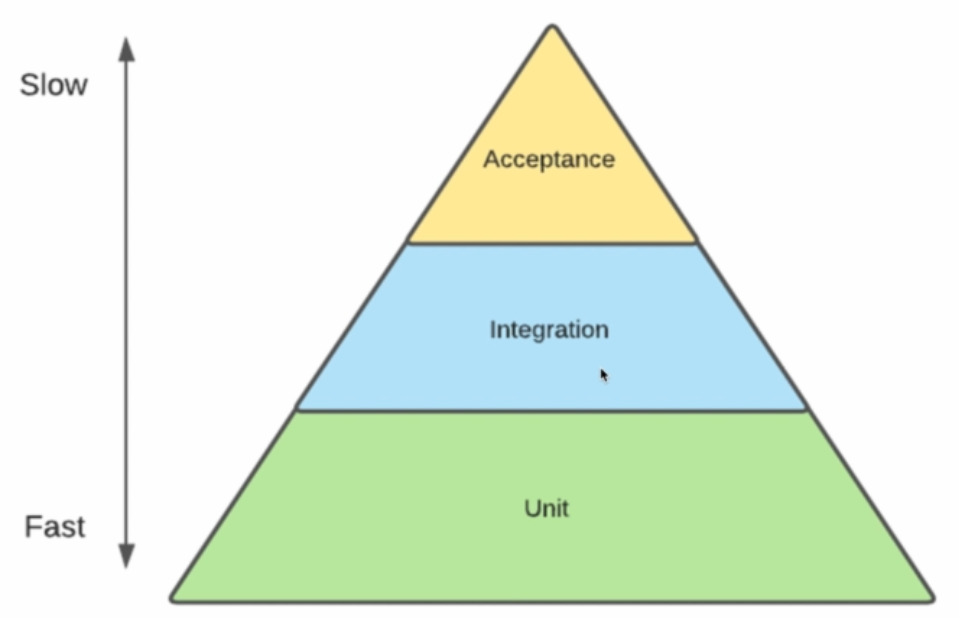 Slow
Acceptance
Integration
Unit
Fast